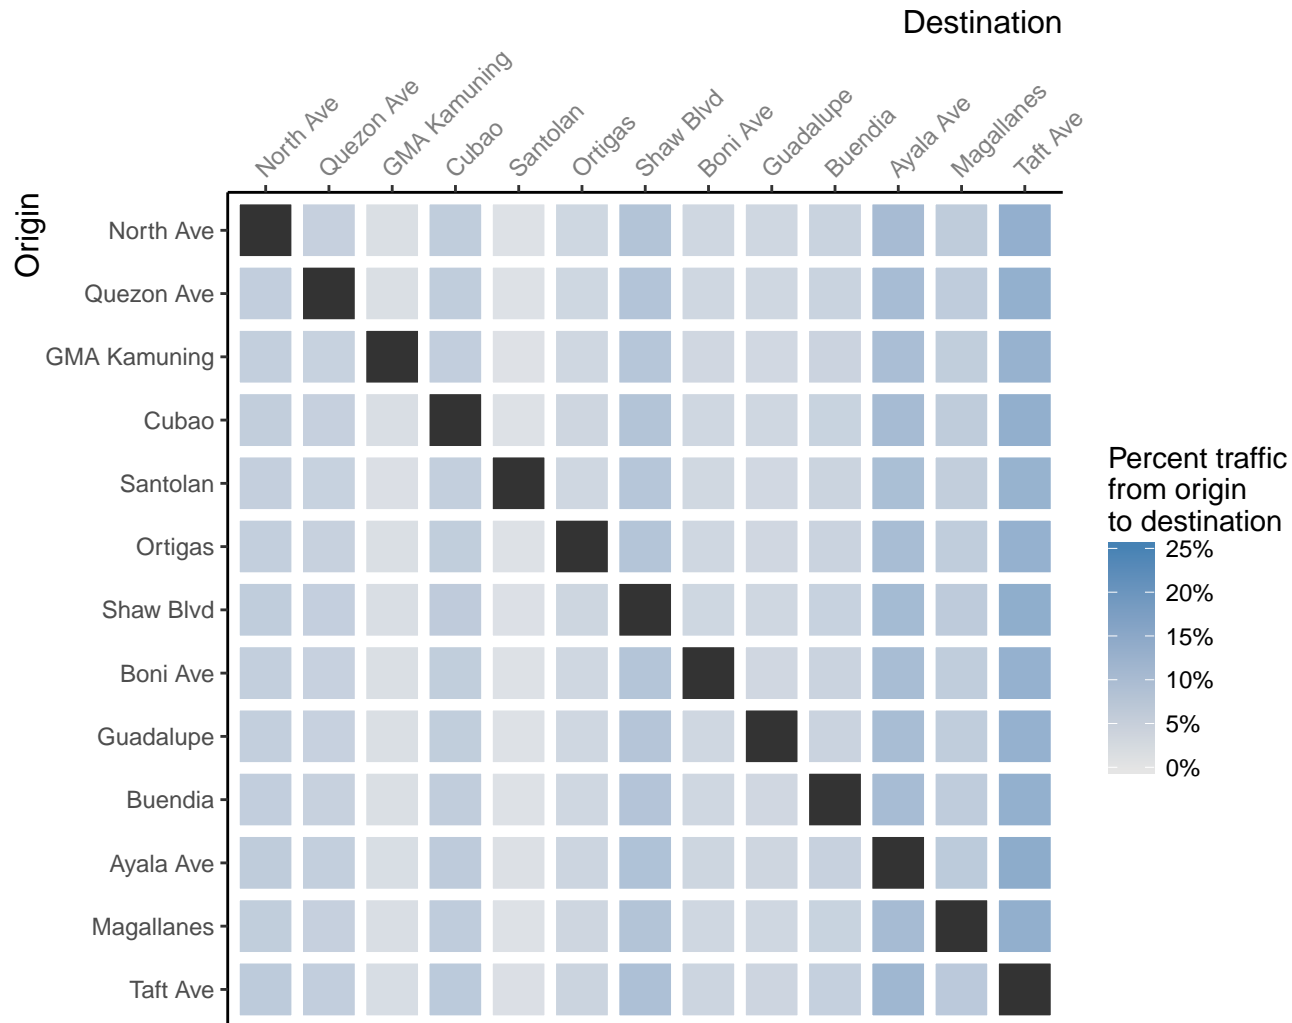 Destination
North Ave
Quezon Ave
GMA Kamuning
Cubao
Santolan
Ortigas
Shaw Blvd
Boni Ave
Guadalupe
Buendia
Ayala Ave
Magallanes
Taft Ave
Origin
North Ave
Quezon Ave
GMA Kamuning
Cubao
Santolan
Ortigas
Shaw Blvd
Boni Ave
Guadalupe
Buendia
Ayala Ave
Magallanes
Taft Ave
Percent traffic
from origin
to destination
25%
20%
15%
10%
5%
0%